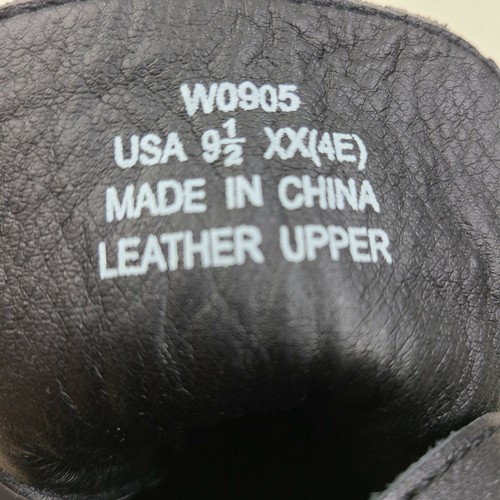 W0905
USA 9½ XX(4E)
MADE IN CHINA
LEATHER UPPER